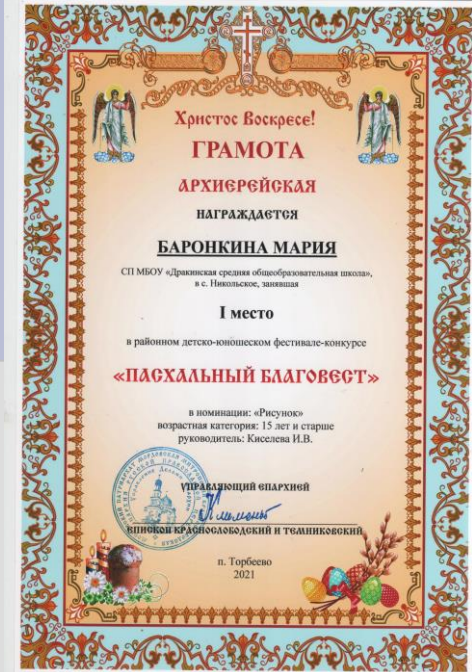 Христос Воскресе!
ГРАМОТА
АРХИЕРЕЙСКАЯ
НАГРАЖДАЕТСЯ
БАРОНКИНА МАРИЯ
СП МБОУ «Дракинская средняя общеобразовательная школа»,
в с. Никольское, занявшая
I место
в районном детско-юношеском фестивале-конкурсе
«ПАСХАЛЬНЫЙ БЛАГОВЕСТ»
в номинации: «Рисунок»
возрастная категория: 15 лет и старше
руководитель: Киселева И.В.
УПРАВЛЯЮЩИЙ ЕПАРХИЕЙ
ЕПИСКОП КРАСНОСЛОБОДСКИЙ И ТЕМНИКОВСКИЙ
п. Торбеево
2021